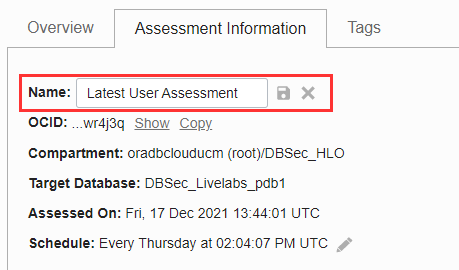 Overview Assessment Information Tags
Name: Latest User Assessment
OCID: ...wr4j3q Show Copy
Compartment: oradbclouducm (root)/DBSec_HLO
Target Database: DBSec_Livelabs_pdb1
Assessed On: Fri, 17 Dec 2021 13:44:01 UTC
Schedule: Every Thursday at 02:04:07 PM UTC